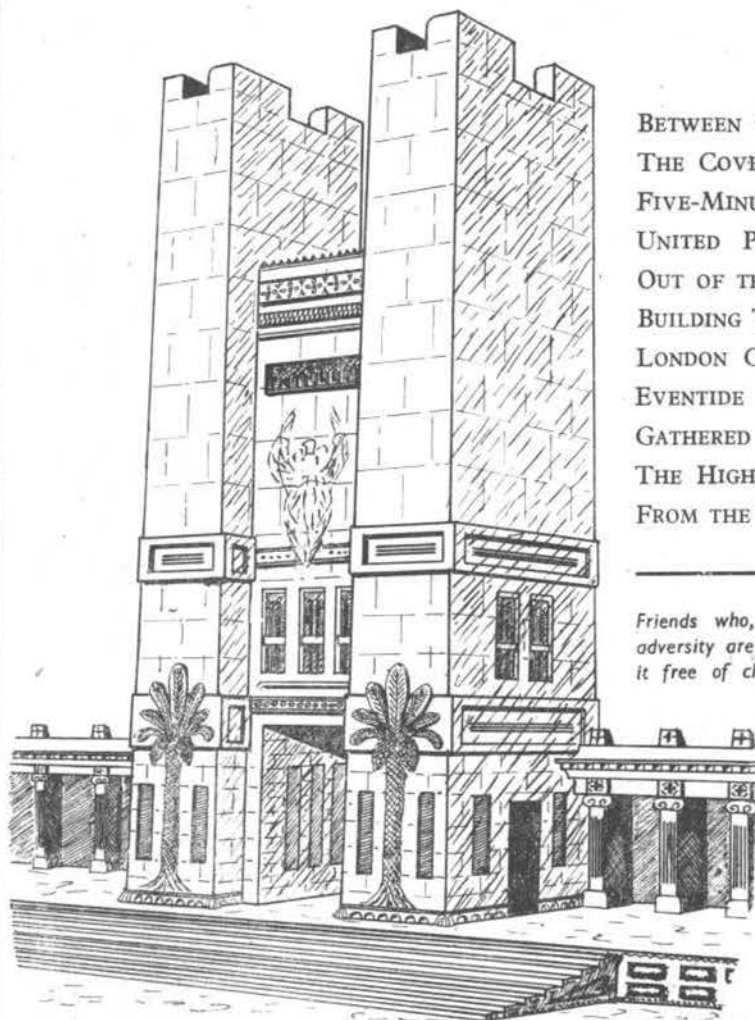 BETWEEN
THE COVE
FIVE-MINU
UNITED P
OUT OF TH
BUILDING T
LONDON C
EVENTIDE
GATHERED
THE HIGH
FROM THE
Friends who,
adversity are
it free of cl